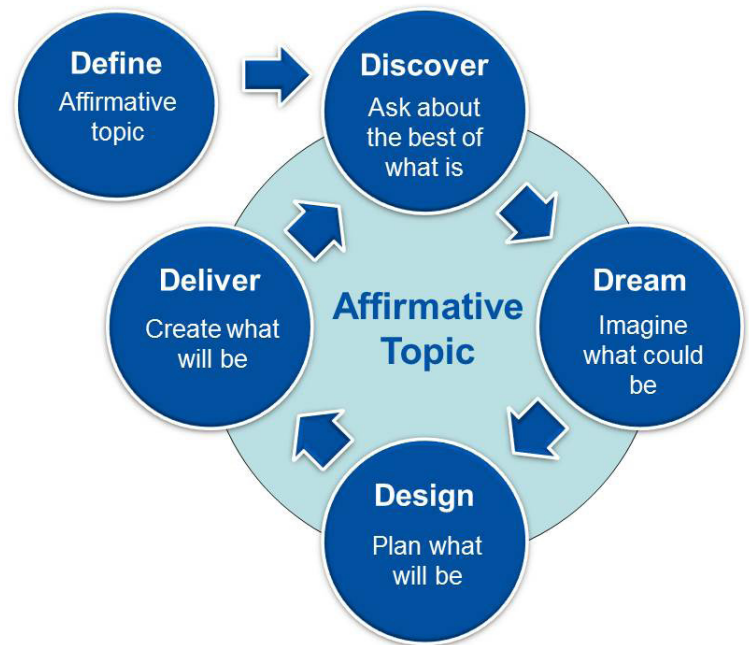 Define
Affirmative
topic
Discover
Ask about
the best of
what is
Dream
Imagine
what could
be
Design
Plan what
will be
Deliver
Create what
will be
Affirmative
Topic